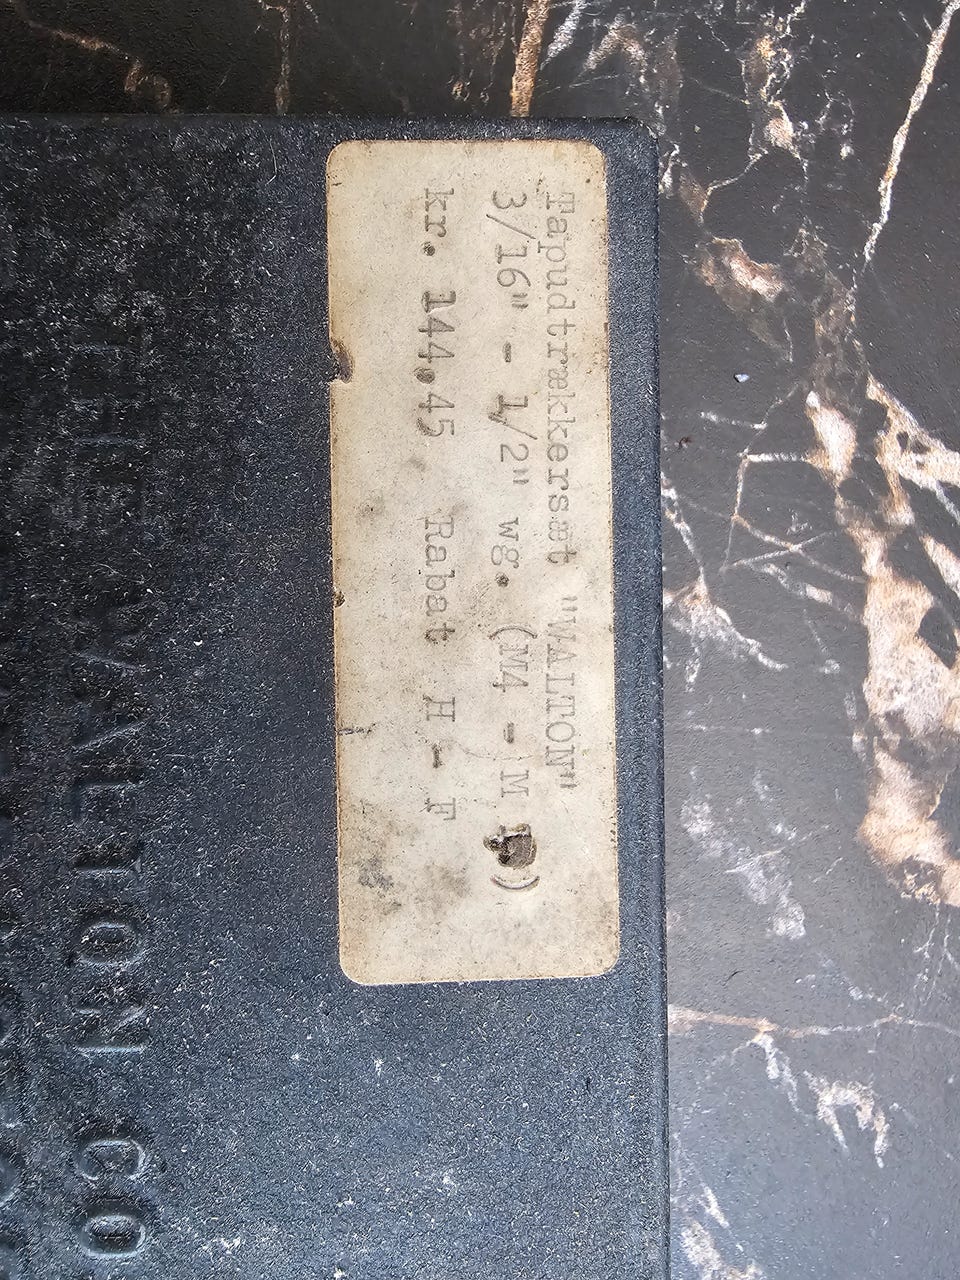 Tapudtrækkersæt "WALTON"
3/16" - 1/2" wg. (M4 - M )
kr. 144.45. Rabat H - F
THE WALTON CO